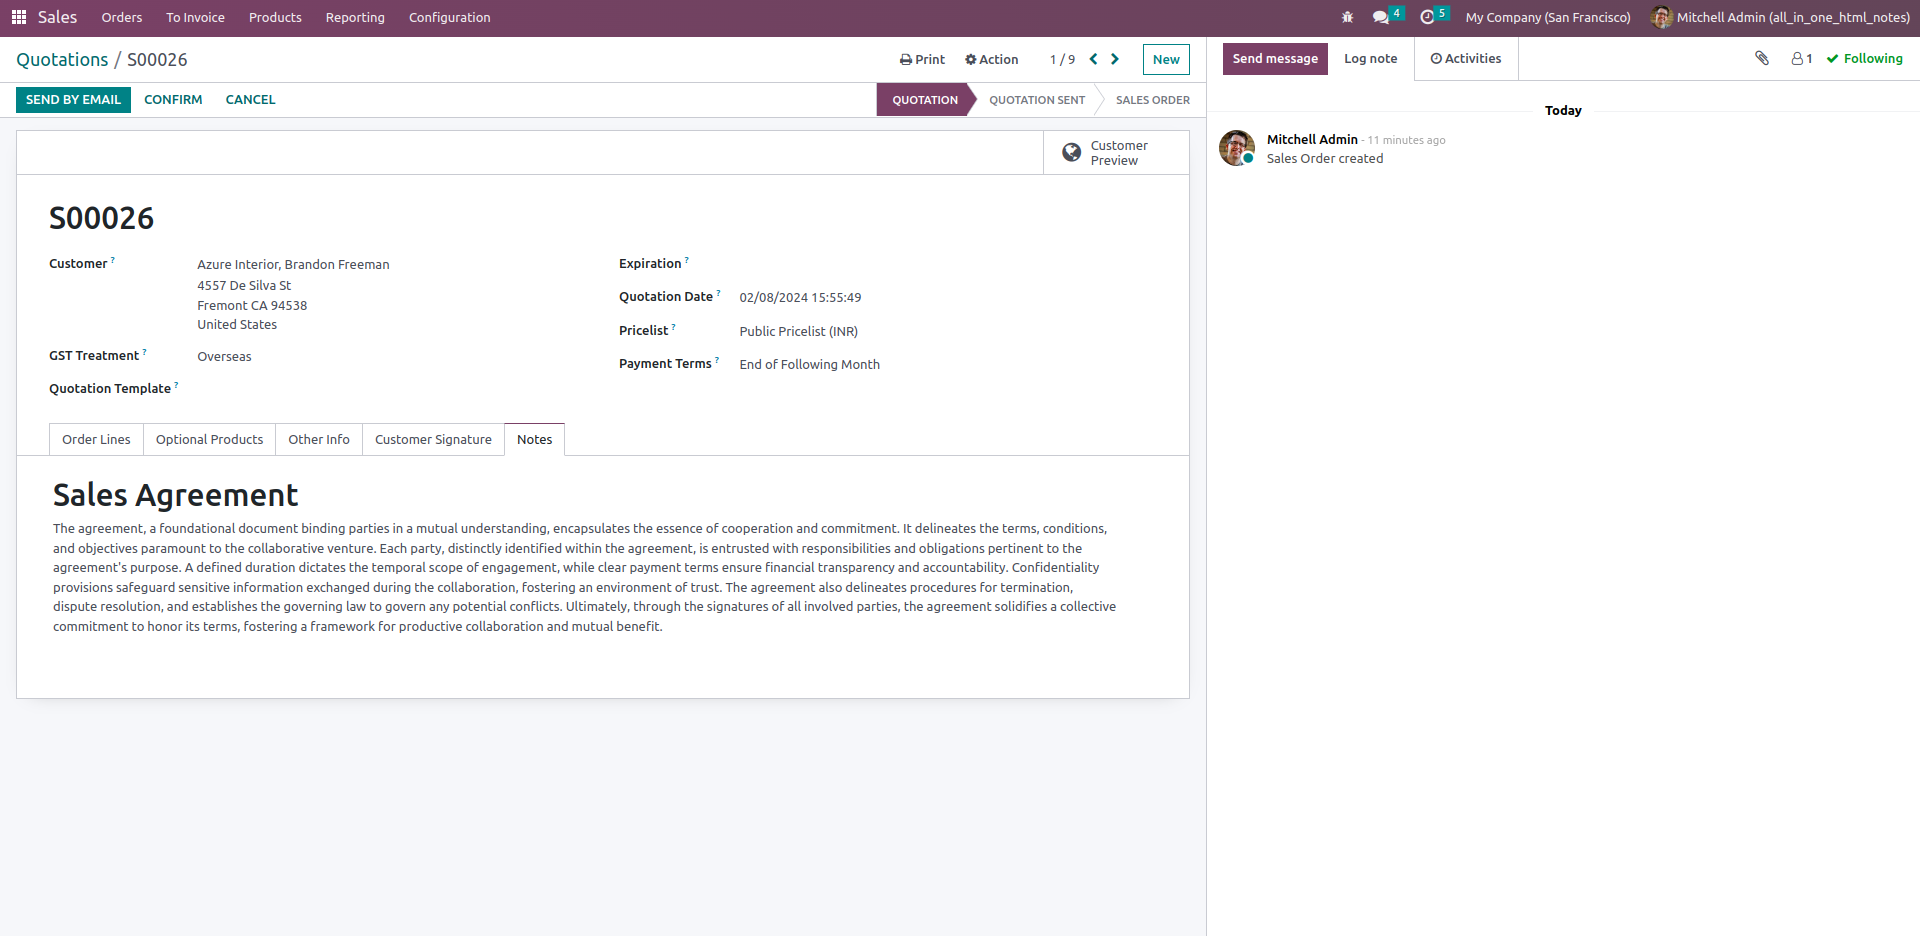 Sales Orders To Invoice Products Reporting Configuration 4 5 My Company (San Francisco) Mitchell Admin (all_in_one_html_notes)
Quotations / S00026 Print Action 1 / 9 New
SEND BY EMAIL CONFIRM CANCEL QUOTATION QUOTATION SENT SALES ORDER
Send message Log note Activities 1 Following
Customer
Preview
S00026
Customer ? Azure Interior, Brandon Freeman
4557 De Silva St
Fremont CA 94538
United States
GST Treatment ? Overseas
Quotation Template ?
Expiration ?
Quotation Date ? 02/08/2024 15:55:49
Pricelist ? Public Pricelist (INR)
Payment Terms ? End of Following Month
Order Lines Optional Products Other Info Customer Signature Notes
Sales Agreement
The agreement, a foundational document binding parties in a mutual understanding, encapsulates the essence of cooperation and commitment. It delineates the terms, conditions,
and objectives paramount to the collaborative venture. Each party, distinctly identified within the agreement, is entrusted with responsibilities and obligations pertinent to the
agreement's purpose. A defined duration dictates the temporal scope of engagement, while clear payment terms ensure financial transparency and accountability. Confidentiality
provisions safeguard sensitive information exchanged during the collaboration, fostering an environment of trust. The agreement also delineates procedures for termination,
dispute resolution, and establishes the governing law to govern any potential conflicts. Ultimately, through the signatures of all involved parties, the agreement solidifies a collective
commitment to honor its terms, fostering a framework for productive collaboration and mutual benefit.
Today
Mitchell Admin - 11 minutes ago
Sales Order created